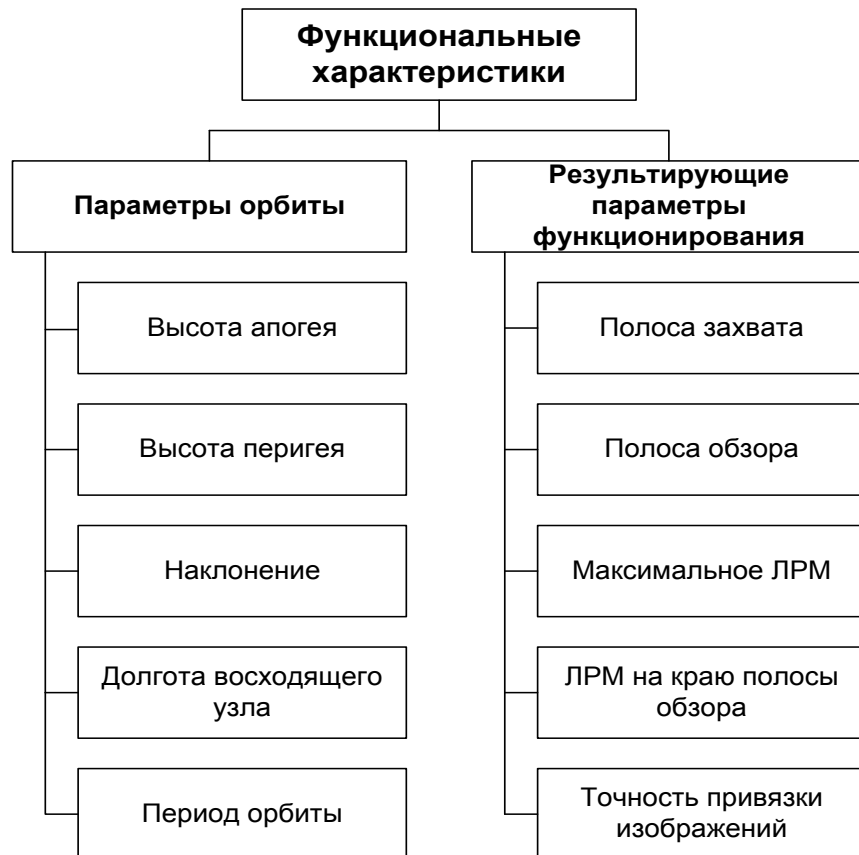 Функциональные
характеристики
Параметры орбиты
Высота апогея
Высота перигея
Наклонение
Долгота восходящего
узла
Период орбиты
Результирующие
параметры
функционирования
Полоса захвата
Полоса обзора
Максимальное ЛРМ
ЛРМ на краю полосы
обзора
Точность привязки
изображений